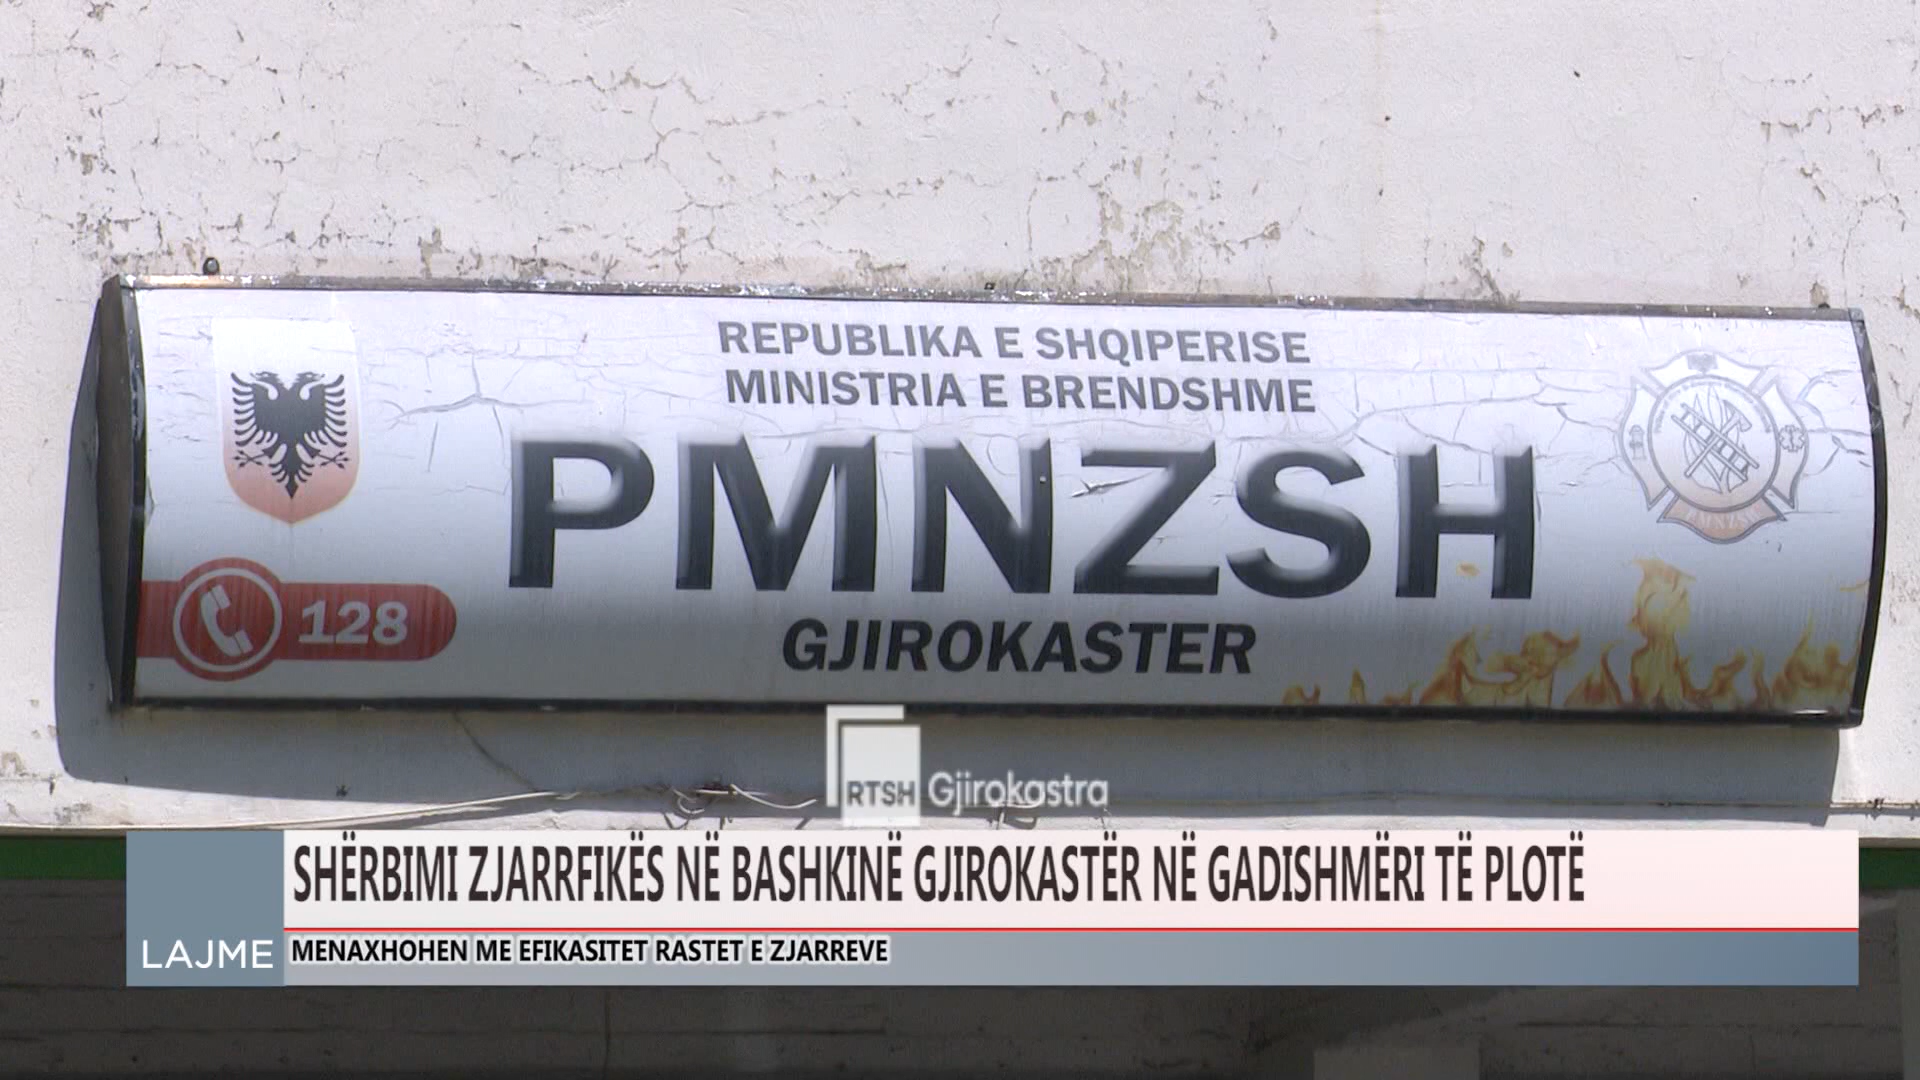 REPUBLIKA E SHQIPERISE
MINISTRIA E BRENDSHME
PMNZSH
GJIROKASTER
128
PMNZSH
RTSH Gjirokastra
SHËRBIMI ZJARRFIKËS NË BASHKINË GJIROKASTËR NË GADISHMËRI TË PLOTË
LAJME
MENAXHOHEN ME EFIKASITET RASTET E ZJARREVE